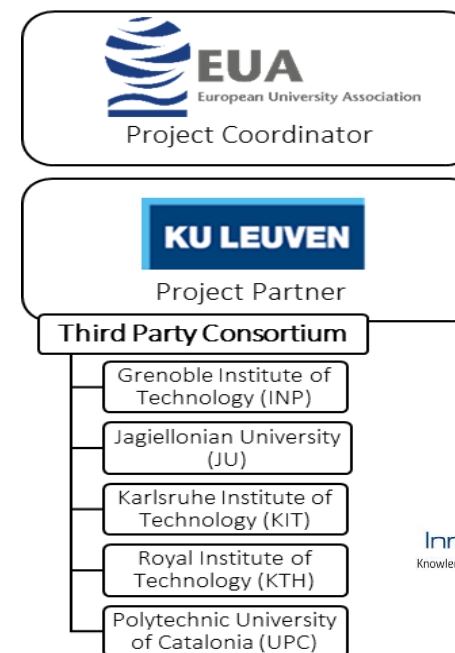 EUA
European University Association
Project Coordinator
KU LEUVEN
Project Partner
Third Party Consortium
Grenoble Institute of
Technology (INP)
Jagiellonian University
(JU)
Karlsruhe Institute of
Technology (KIT)
Royal Institute of
Technology (KTH)
Polytechnic University
of Catalonia (UPC)